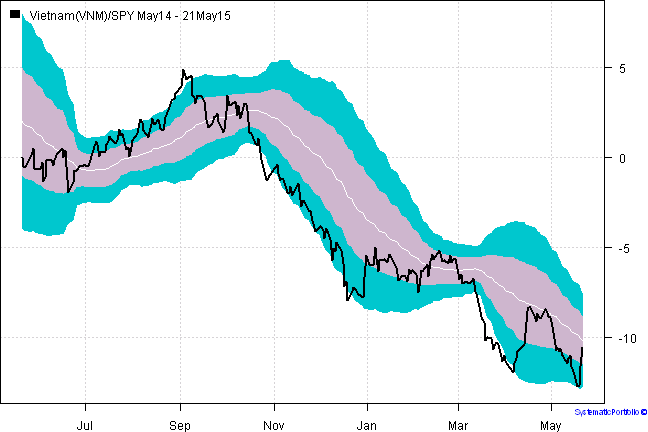 Vietnam(VNM)/SPY May14 - 21May15
5
0
-5
-10
Jul Sep Nov Jan Mar May
SystematicPortfolio ©